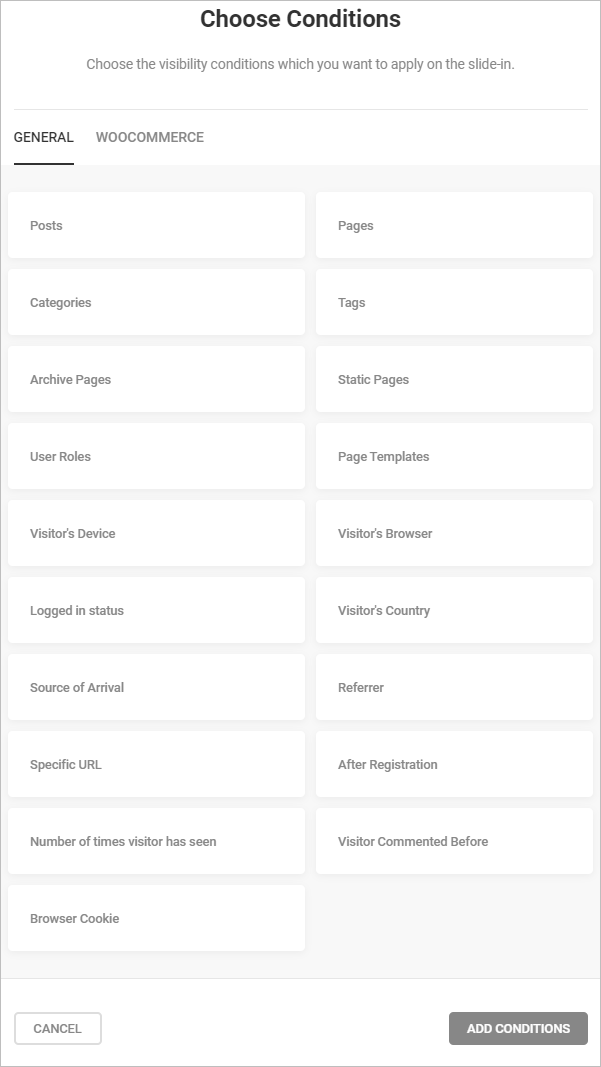 Choose Conditions
Choose the visibility conditions which you want to apply on the slide-in.
GENERAL WOOCOMMERCE
Posts Pages
Categories Tags
Archive Pages Static Pages
User Roles Page Templates
Visitor's Device Visitor's Browser
Logged in status Visitor's Country
Source of Arrival Referrer
Specific URL After Registration
Number of times visitor has seen Visitor Commented Before
Browser Cookie
CANCEL ADD CONDITIONS